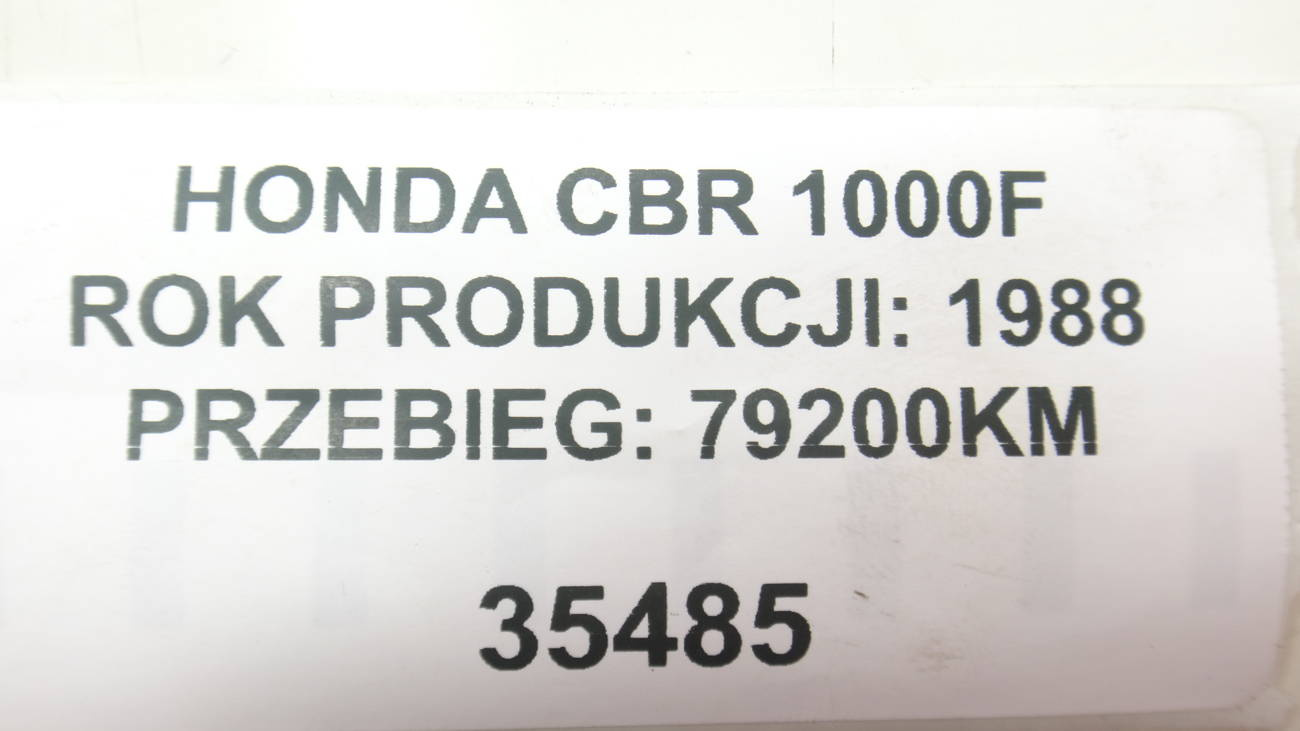 HONDA CBR 1000F
ROK PRODUKCJI: 1988
PRZEBIEG: 79200KM
35485